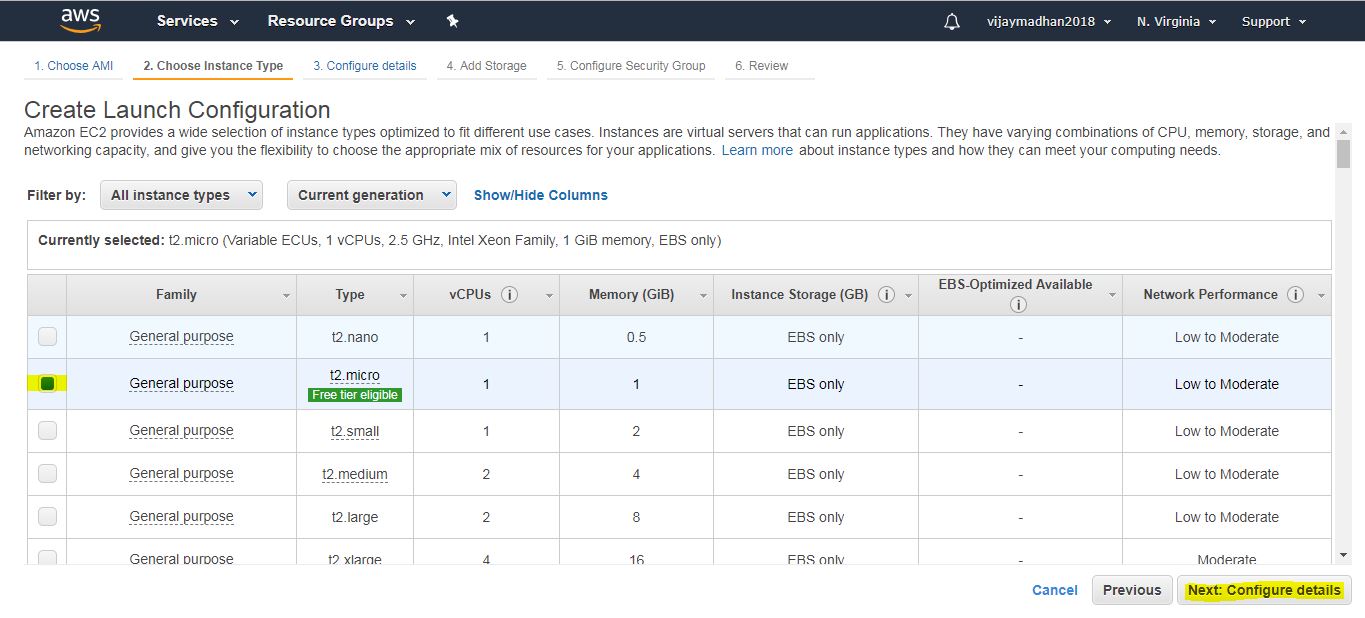 aws Services Resource Groups vijaymadhan2018 N. Virginia Support
1. Choose AMI 2. Choose Instance Type 3. Configure details 4. Add Storage 5. Configure Security Group 6. Review
Create Launch Configuration
Amazon EC2 provides a wide selection of instance types optimized to fit different use cases. Instances are virtual servers that can run applications. They have varying combinations of CPU, memory, storage, and
networking capacity, and give you the flexibility to choose the appropriate mix of resources for your applications. Learn more about instance types and how they can meet your computing needs.
Filter by: All instance types Current generation Show/Hide Columns
Currently selected: t2.micro (Variable ECUs, 1 vCPUs, 2.5 GHz, Intel Xeon Family, 1 GiB memory, EBS only)
Family Type vCPUs i Memory (GiB) Instance Storage (GB) i EBS-Optimized Available i Network Performance i
General purpose t2.nano 1 0.5 EBS only - Low to Moderate
General purpose t2.micro 1 1 EBS only - Low to Moderate
Free tier eligible
General purpose t2.small 1 2 EBS only - Low to Moderate
General purpose t2.medium 2 4 EBS only - Low to Moderate
General purpose t2.large 2 8 EBS only - Low to Moderate
General purpose t2.xlarge 4 16 EBS only - Moderate
Cancel Previous Next: Configure details